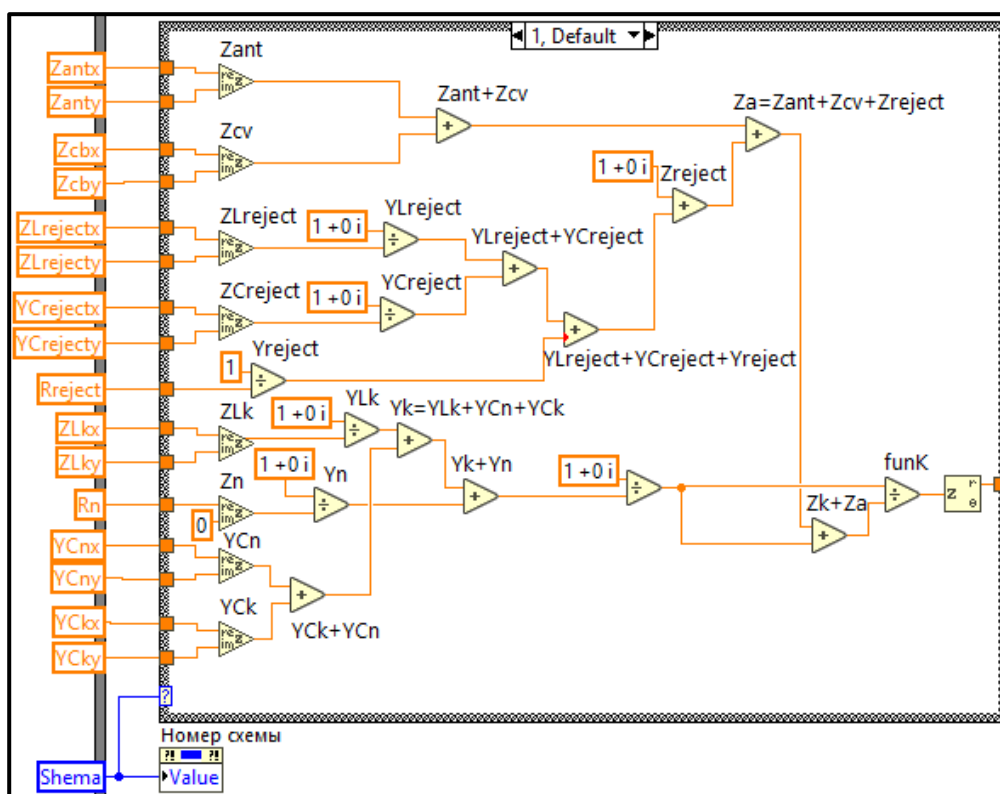 1, Default
Zant
Zantx
Zanty
Zant+Zcv
Za=Zant+Zcv+Zreject
Zcv
Zcbx
Zcby
1 +0 i
Zreject
ZLreject
YLreject
ZLrejectx
1 +0 i
YLreject+YCreject
ZLrejecty
ZCreject
YCreject
1 +0 i
YCrejectx
YCrejecty
Yreject
YLreject+YCreject+Yreject
1
Rreject
YLk
1 +0 i
Yk=YLk+YCn+YCk
ZLk
ZLkx
ZLky
1 +0 i
Yn
Yk+Yn
1 +0 i
funK
Zn
Rn
0
Zk+Za
z
r
θ
YCn
YCnx
YCny
YCk
YCk+YCn
YCkx
YCky
?
Номер схемы
?! ?!
Shema
Value